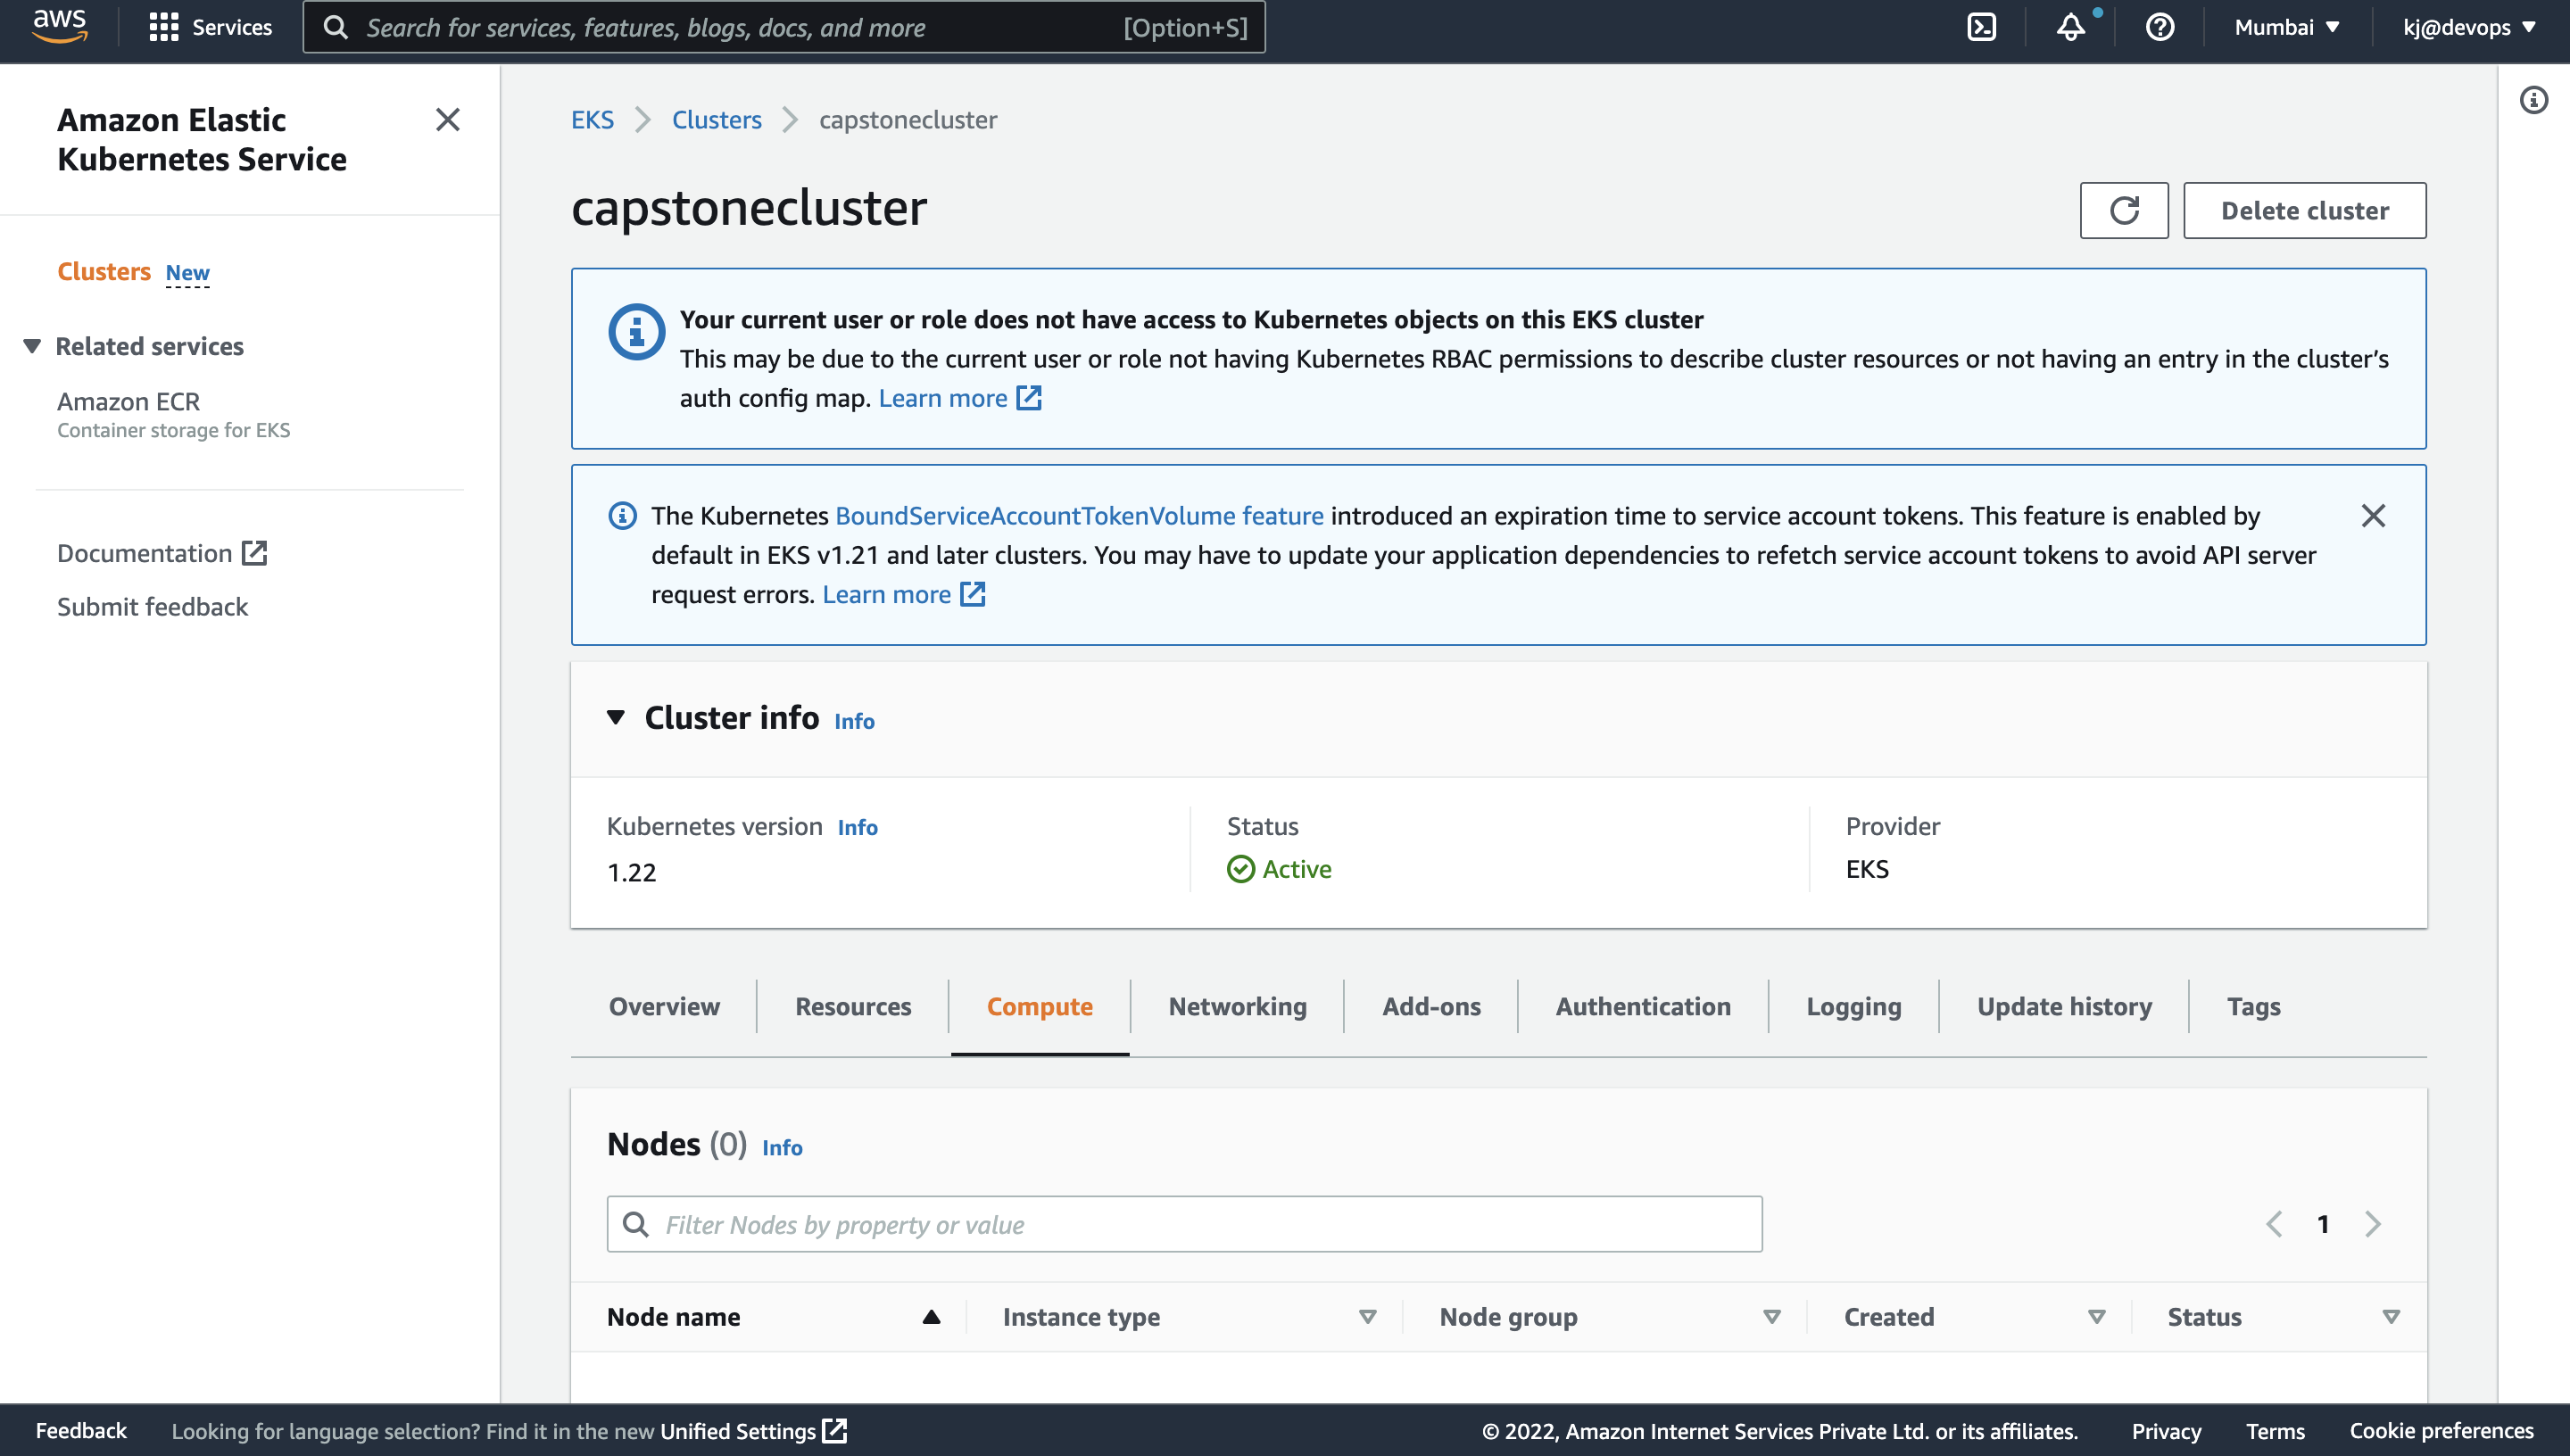 aws
Services
Search for services, features, blogs, docs, and more
[Option+S]
Mumbai
kj@devops
Amazon Elastic
Kubernetes Service
Clusters New
Related services
Amazon ECR
Container storage for EKS
Documentation
Submit feedback
EKS
Clusters
capstonecluster
capstonecluster
Delete cluster
Your current user or role does not have access to Kubernetes objects on this EKS cluster
This may be due to the current user or role not having Kubernetes RBAC permissions to describe cluster resources or not having an entry in the cluster’s
auth config map. Learn more
The Kubernetes BoundServiceAccountTokenVolume feature introduced an expiration time to service account tokens. This feature is enabled by
default in EKS v1.21 and later clusters. You may have to update your application dependencies to refetch service account tokens to avoid API server
request errors. Learn more
Cluster info Info
Kubernetes version Info
1.22
Status
Active
Provider
EKS
Overview
Resources
Compute
Networking
Add-ons
Authentication
Logging
Update history
Tags
Nodes (0) Info
Filter Nodes by property or value
1
Node name
Instance type
Node group
Created
Status
Feedback
Looking for language selection? Find it in the new Unified Settings
© 2022, Amazon Internet Services Private Ltd. or its affiliates.
Privacy
Terms
Cookie preferences